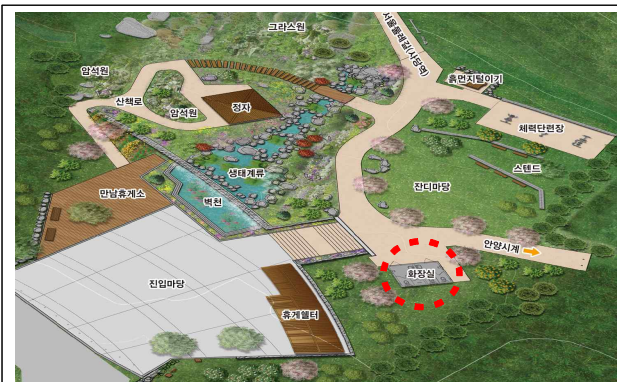 그라스원
서울둘레길(사당역)
암석원
흙먼지털이기
산책로
암석원
정자
체력단련장
생태계류
스텐드
만남휴게소
벽천
잔디마당
안양시계
화장실
진입마당
휴게쉘터